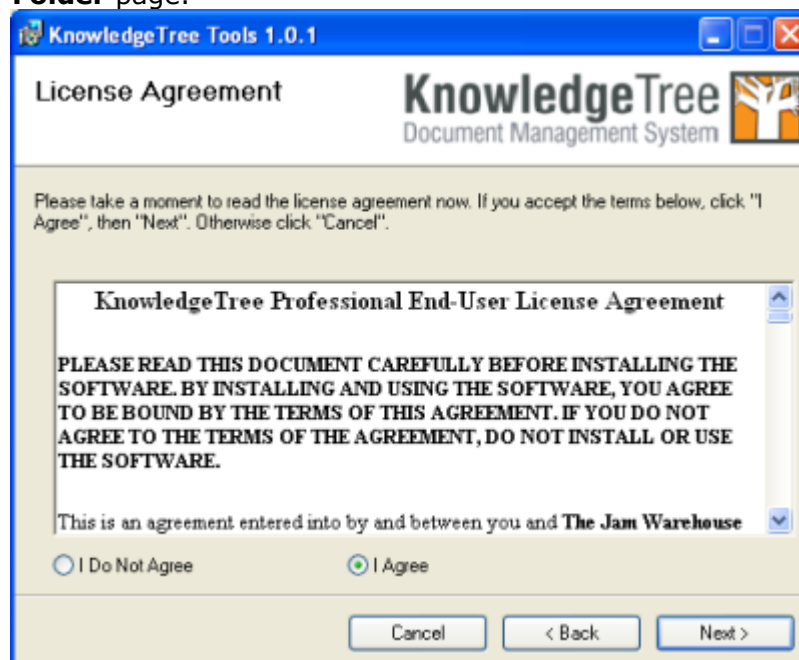 Folder page.
KnowledgeTree Tools 1.0.1
License Agreement
KnowledgeTree
Document Management System
Please take a moment to read the license agreement now. If you accept the terms below, click "I
Agree", then "Next". Otherwise click "Cancel".
KnowledgeTree Professional End-User License Agreement
PLEASE READ THIS DOCUMENT CAREFULLY BEFORE INSTALLING THE
SOFTWARE. BY INSTALLING AND USING THE SOFTWARE, YOU AGREE
TO BE BOUND BY THE TERMS OF THIS AGREEMENT. IF YOU DO NOT
AGREE TO THE TERMS OF THE AGREEMENT, DO NOT INSTALL OR USE
THE SOFTWARE.
This is an agreement entered into by and between you and The Jam Warehouse
I Do Not Agree
I Agree
Cancel
< Back
Next >